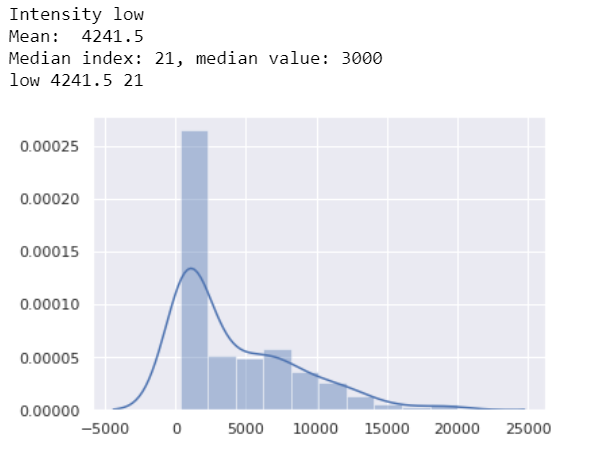 Intensity low
Mean:  4241.5
Median index: 21, median value: 3000
low 4241.5 21
0.00025
0.00020
0.00015
0.00010
0.00005
0.00000
−5000 0 5000 10000 15000 20000 25000